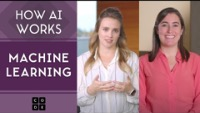 HOW AI
WORKS
MACHINE
LEARNING
C O
D E